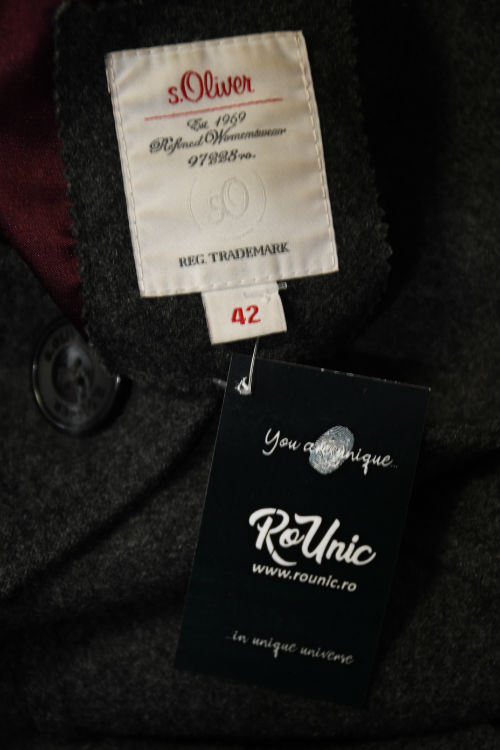 s.Oliver
Est. 1969
Refined Womenswear
97228ro.
sO
REG. TRADEMARK
42
You are unique...
RoUnic
www.rounic.ro
...in unique universe